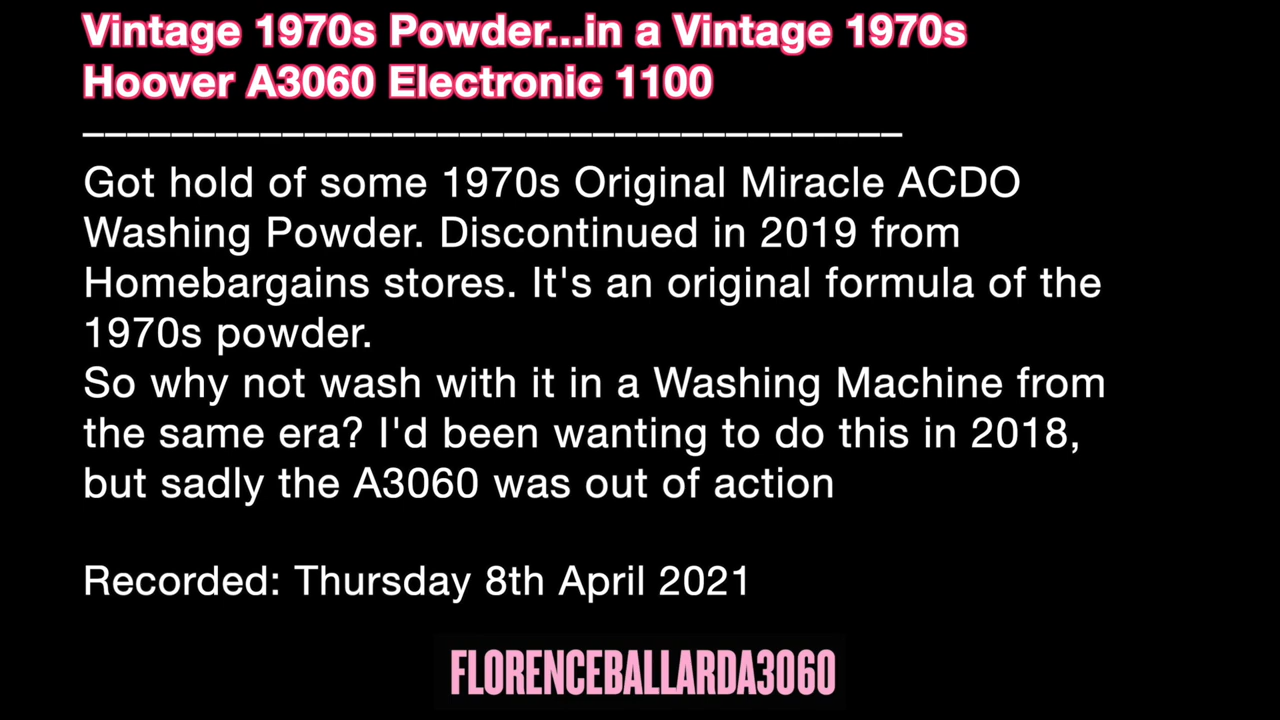 Vintage 1970s Powder...in a Vintage 1970s
Hoover A3060 Electronic 1100
_______________________________________
Got hold of some 1970s Original Miracle ACDO
Washing Powder. Discontinued in 2019 from
Homebargains stores. It's an original formula of the
1970s powder.
So why not wash with it in a Washing Machine from
the same era? I'd been wanting to do this in 2018,
but sadly the A3060 was out of action
Recorded: Thursday 8th April 2021
FLORENCEBALLARDA3060